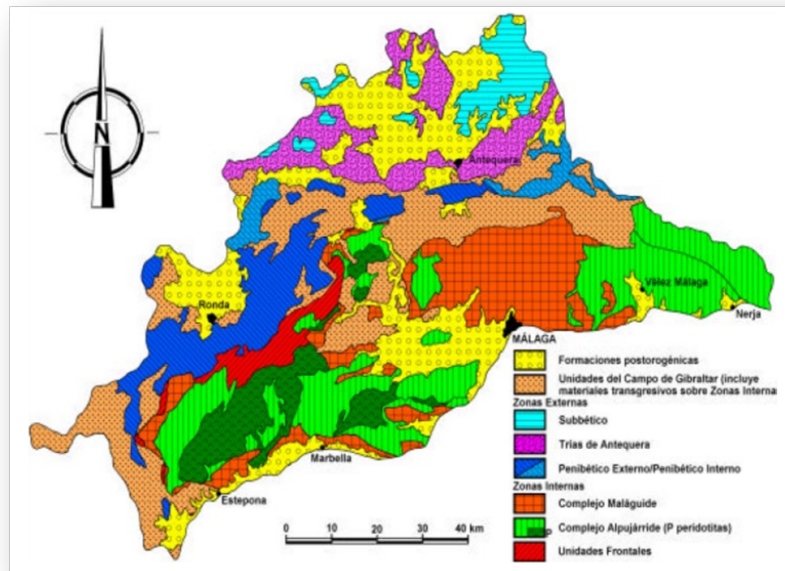 N
Antequera
Ronda
Vélez Málaga
Nerja
MÁLAGA
Marbella
Estepona
Formaciones postorogénicas
Unidades del Campo de Gibraltar (incluye
materiales transgresivos sobre Zonas Interna
Zonas Externas
Subbético
Trías de Antequera
Penibético Externo/Penibético Interno
Zonas Internas
Complejo Maláguide
Complejo Alpujárride (P peridotitas)
P
Unidades Frontales
0 10 20 30 40 km